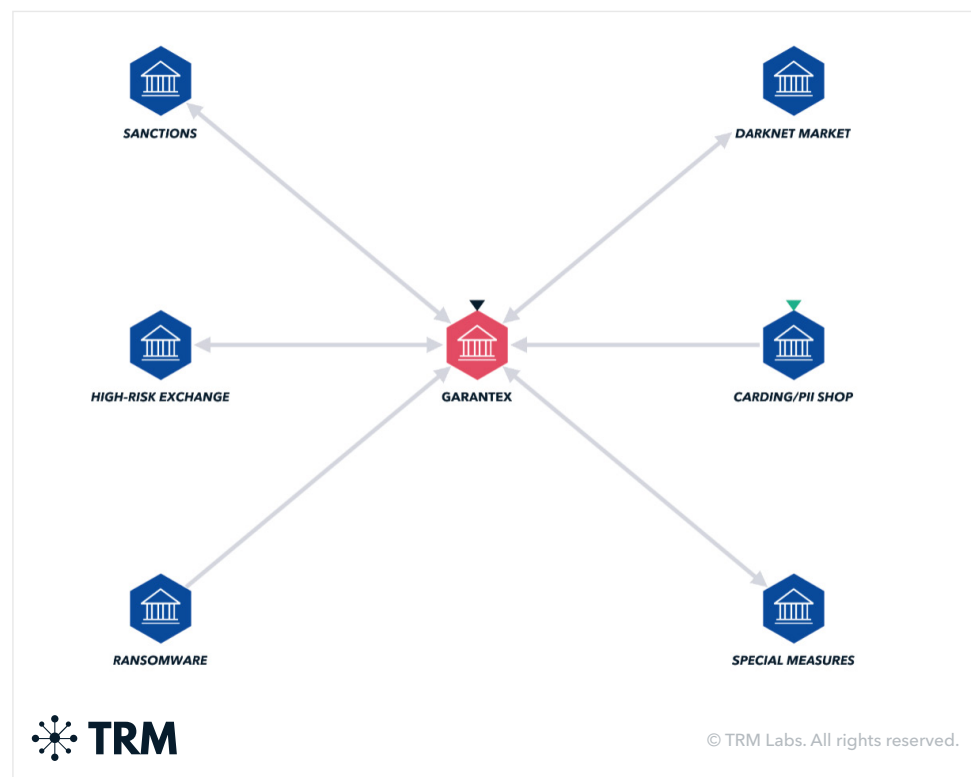 SANCTIONS
DARKNET MARKET
HIGH-RISK EXCHANGE
GARANTEX
CARDING/PII SHOP
RANSOMWARE
SPECIAL MEASURES
TRM
© TRM Labs. All rights reserved.